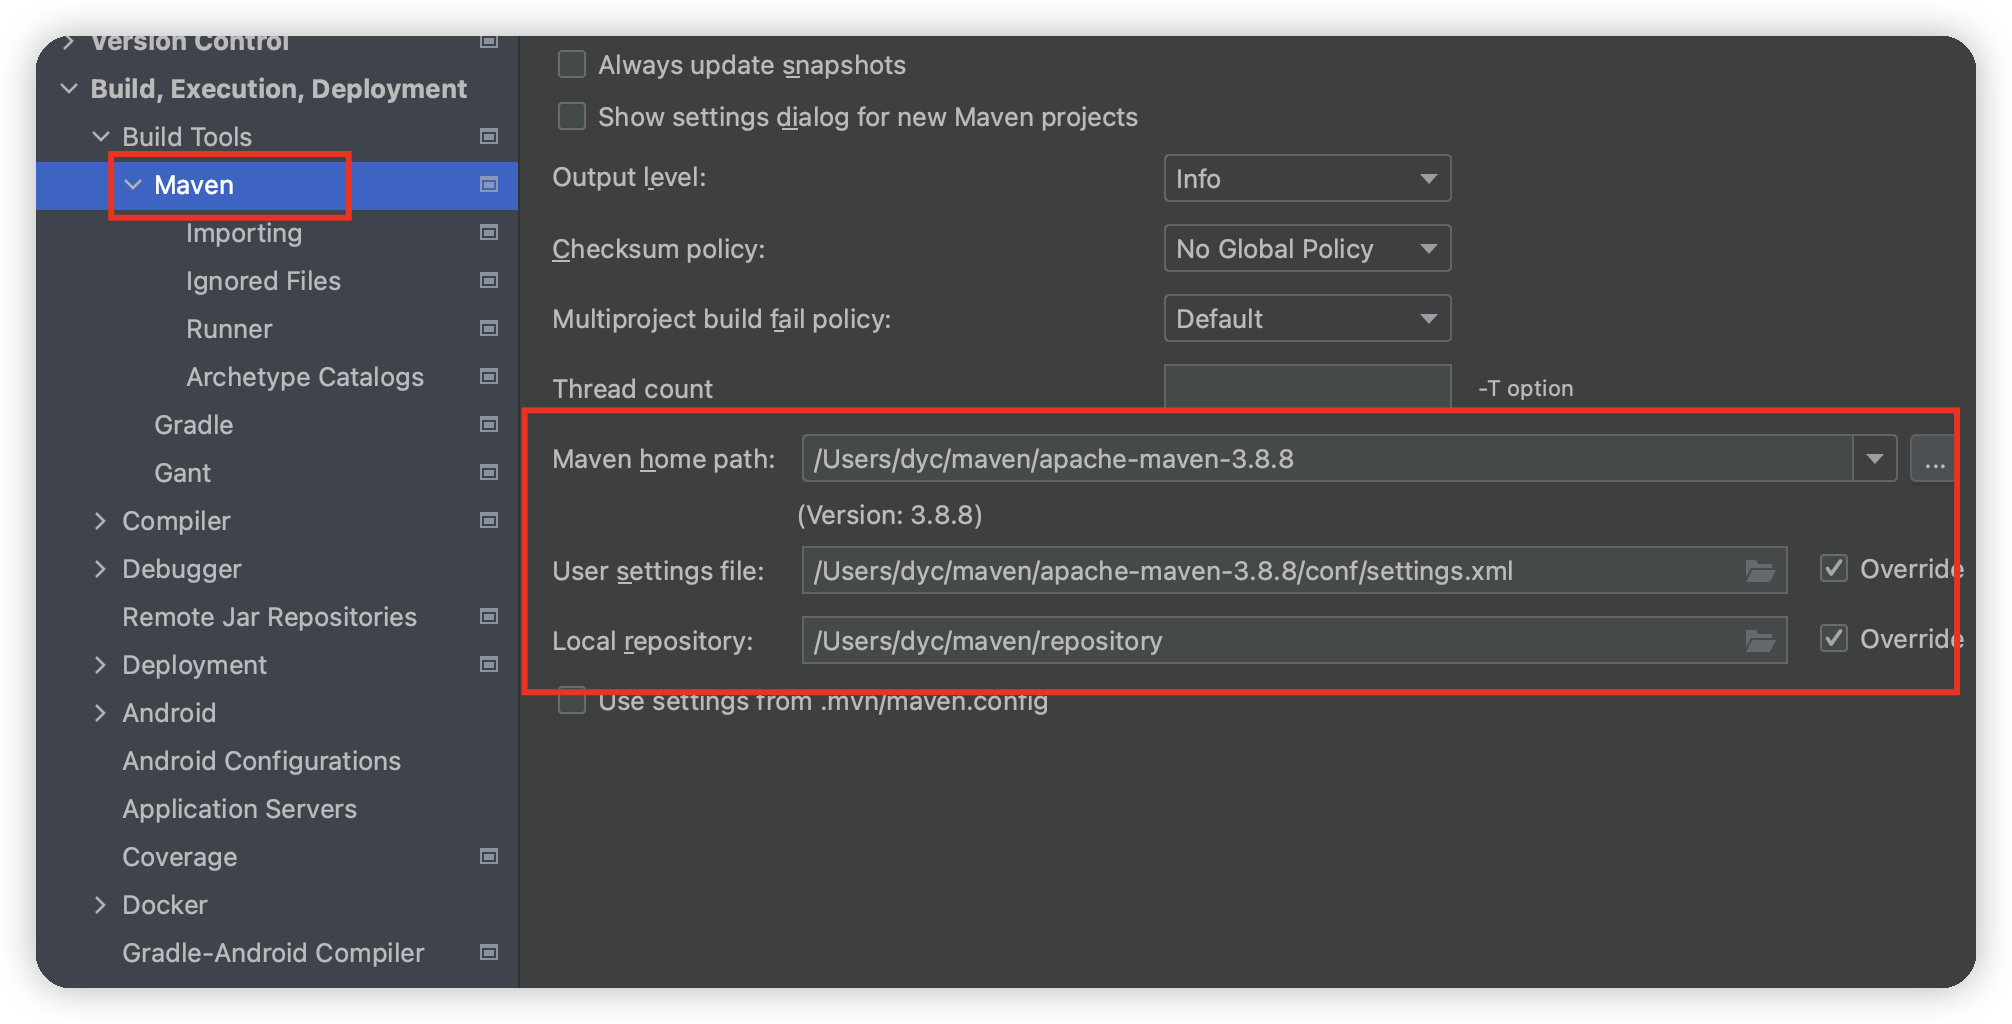 Version Control
Build, Execution, Deployment
Build Tools
Maven
Importing
Ignored Files
Runner
Archetype Catalogs
Gradle
Gant
Compiler
Debugger
Remote Jar Repositories
Deployment
Android
Android Configurations
Application Servers
Coverage
Docker
Gradle-Android Compiler
Always update snapshots
Show settings dialog for new Maven projects
Output level: Info
Checksum policy: No Global Policy
Multiproject build fail policy: Default
Thread count -T option
Maven home path: /Users/dyc/maven/apache-maven-3.8.8 ...
(Version: 3.8.8)
User settings file: /Users/dyc/maven/apache-maven-3.8.8/conf/settings.xml Override
Local repository: /Users/dyc/maven/repository Override
Use settings from .mvn/maven.config